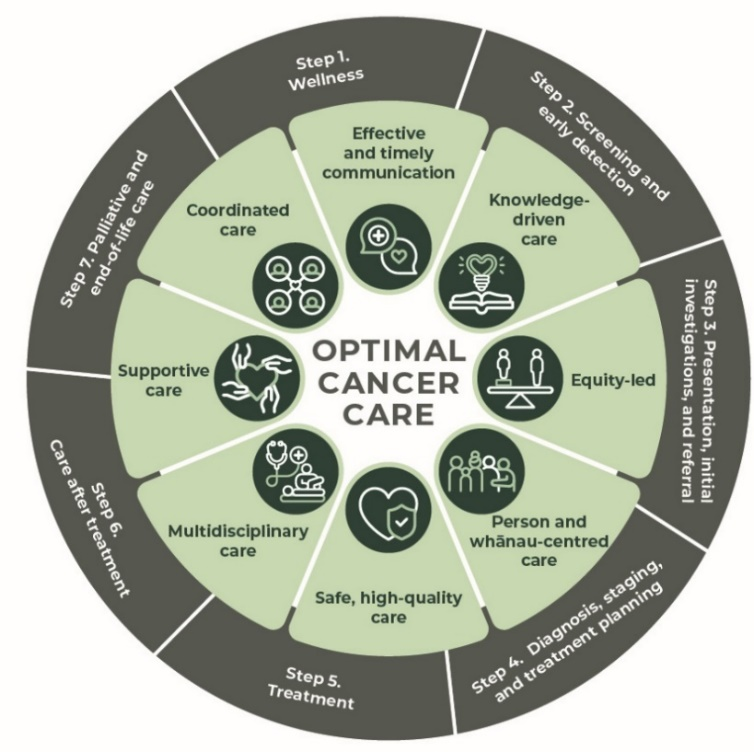 Step 1.
Wellness
Step 2. Screening and
early detection
Step 3. Presentation, initial
investigations, and referral
Step 4. Diagnosis, staging,
and treatment planning
Step 5.
Treatment
Step 6.
Care after treatment
Step 7. Palliative and
end-of-life care
Effective
and timely
communication
Knowledge-
driven
care
Equity-led
Person and
whānau-centred
care
Safe, high-quality
care
Multidisciplinary
care
Supportive
care
Coordinated
care
OPTIMAL
CANCER
CARE